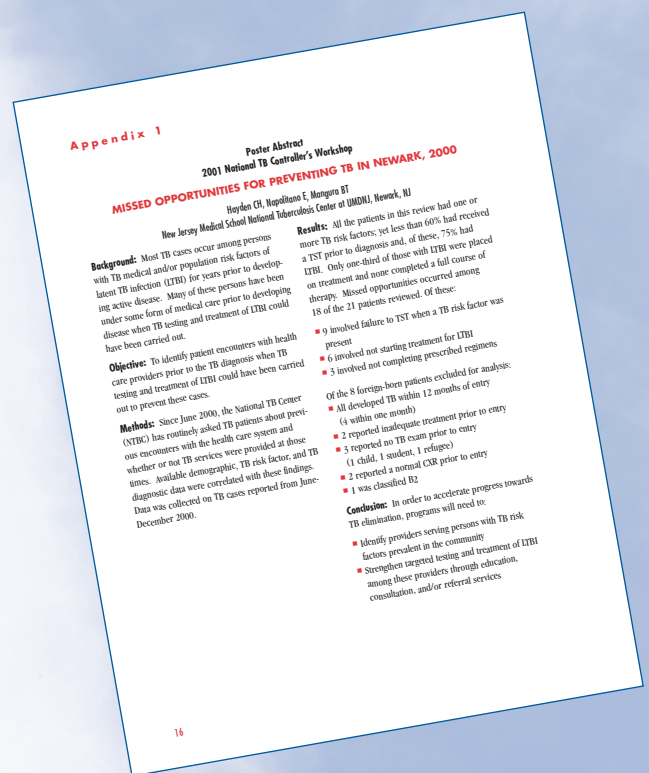 Appendix 1
Poster Abstract
2001 National TB Controller's Workshop
MISSED OPPORTUNITIES FOR PREVENTING TB IN NEWARK, 2000
Hayden CH, Napolitano E, Mangura BT
New Jersey Medical School National Tuberculosis Center at UMDNJ, Newark, NJ
Background: Most TB cases occur among persons
with TB medical and/or population risk factors of
latent TB infection (LTBI) for years prior to develop-
ing active disease. Many of these persons have been
under some form of medical care prior to developing
disease when TB testing and treatment of LTBI could
have been carried out.
Objective: To identify patient encounters with health
care providers prior to the TB diagnosis when TB
testing and treatment of LTBI could have been carried
out to prevent these cases.
Methods: Since June 2000, the National TB Center
(NTBC) has routinely asked TB patients about previ-
ous encounters with the health care system and
whether or not TB services were provided at those
times. Available demographic, TB risk factor, and TB
diagnostic data were correlated with these findings.
Data was collected on TB cases reported from June-
December 2000.
Results: All the patients in this review had one or
more TB risk factors; yet less than 60% had received
a TST prior to diagnosis and, of these, 75% had
LTBI. Only one-third of those with LTBI were placed
on treatment and none completed a full course of
therapy. Missed opportunities occurred among
18 of the 21 patients reviewed. Of these:
■ 9 involved failure to TST when a TB risk factor was
present
■ 6 involved not starting treatment for LTBI
■ 3 involved not completing prescribed regimens
Of the 8 foreign-born patients excluded for analysis:
■ All developed TB within 12 months of entry
(4 within one month)
■ 2 reported inadequate treatment prior to entry
■ 3 reported no TB exam prior to entry
(1 child, 1 student, 1 refugee)
■ 2 reported a normal CXR prior to entry
■ 1 was classified B2
Conclusion: In order to accelerate progress towards
TB elimination, programs will need to:
■ Identify providers serving persons with TB risk
factors prevalent in the community
■ Strengthen targeted testing and treatment of LTBI
among these providers through education,
consultation, and/or referral services
16